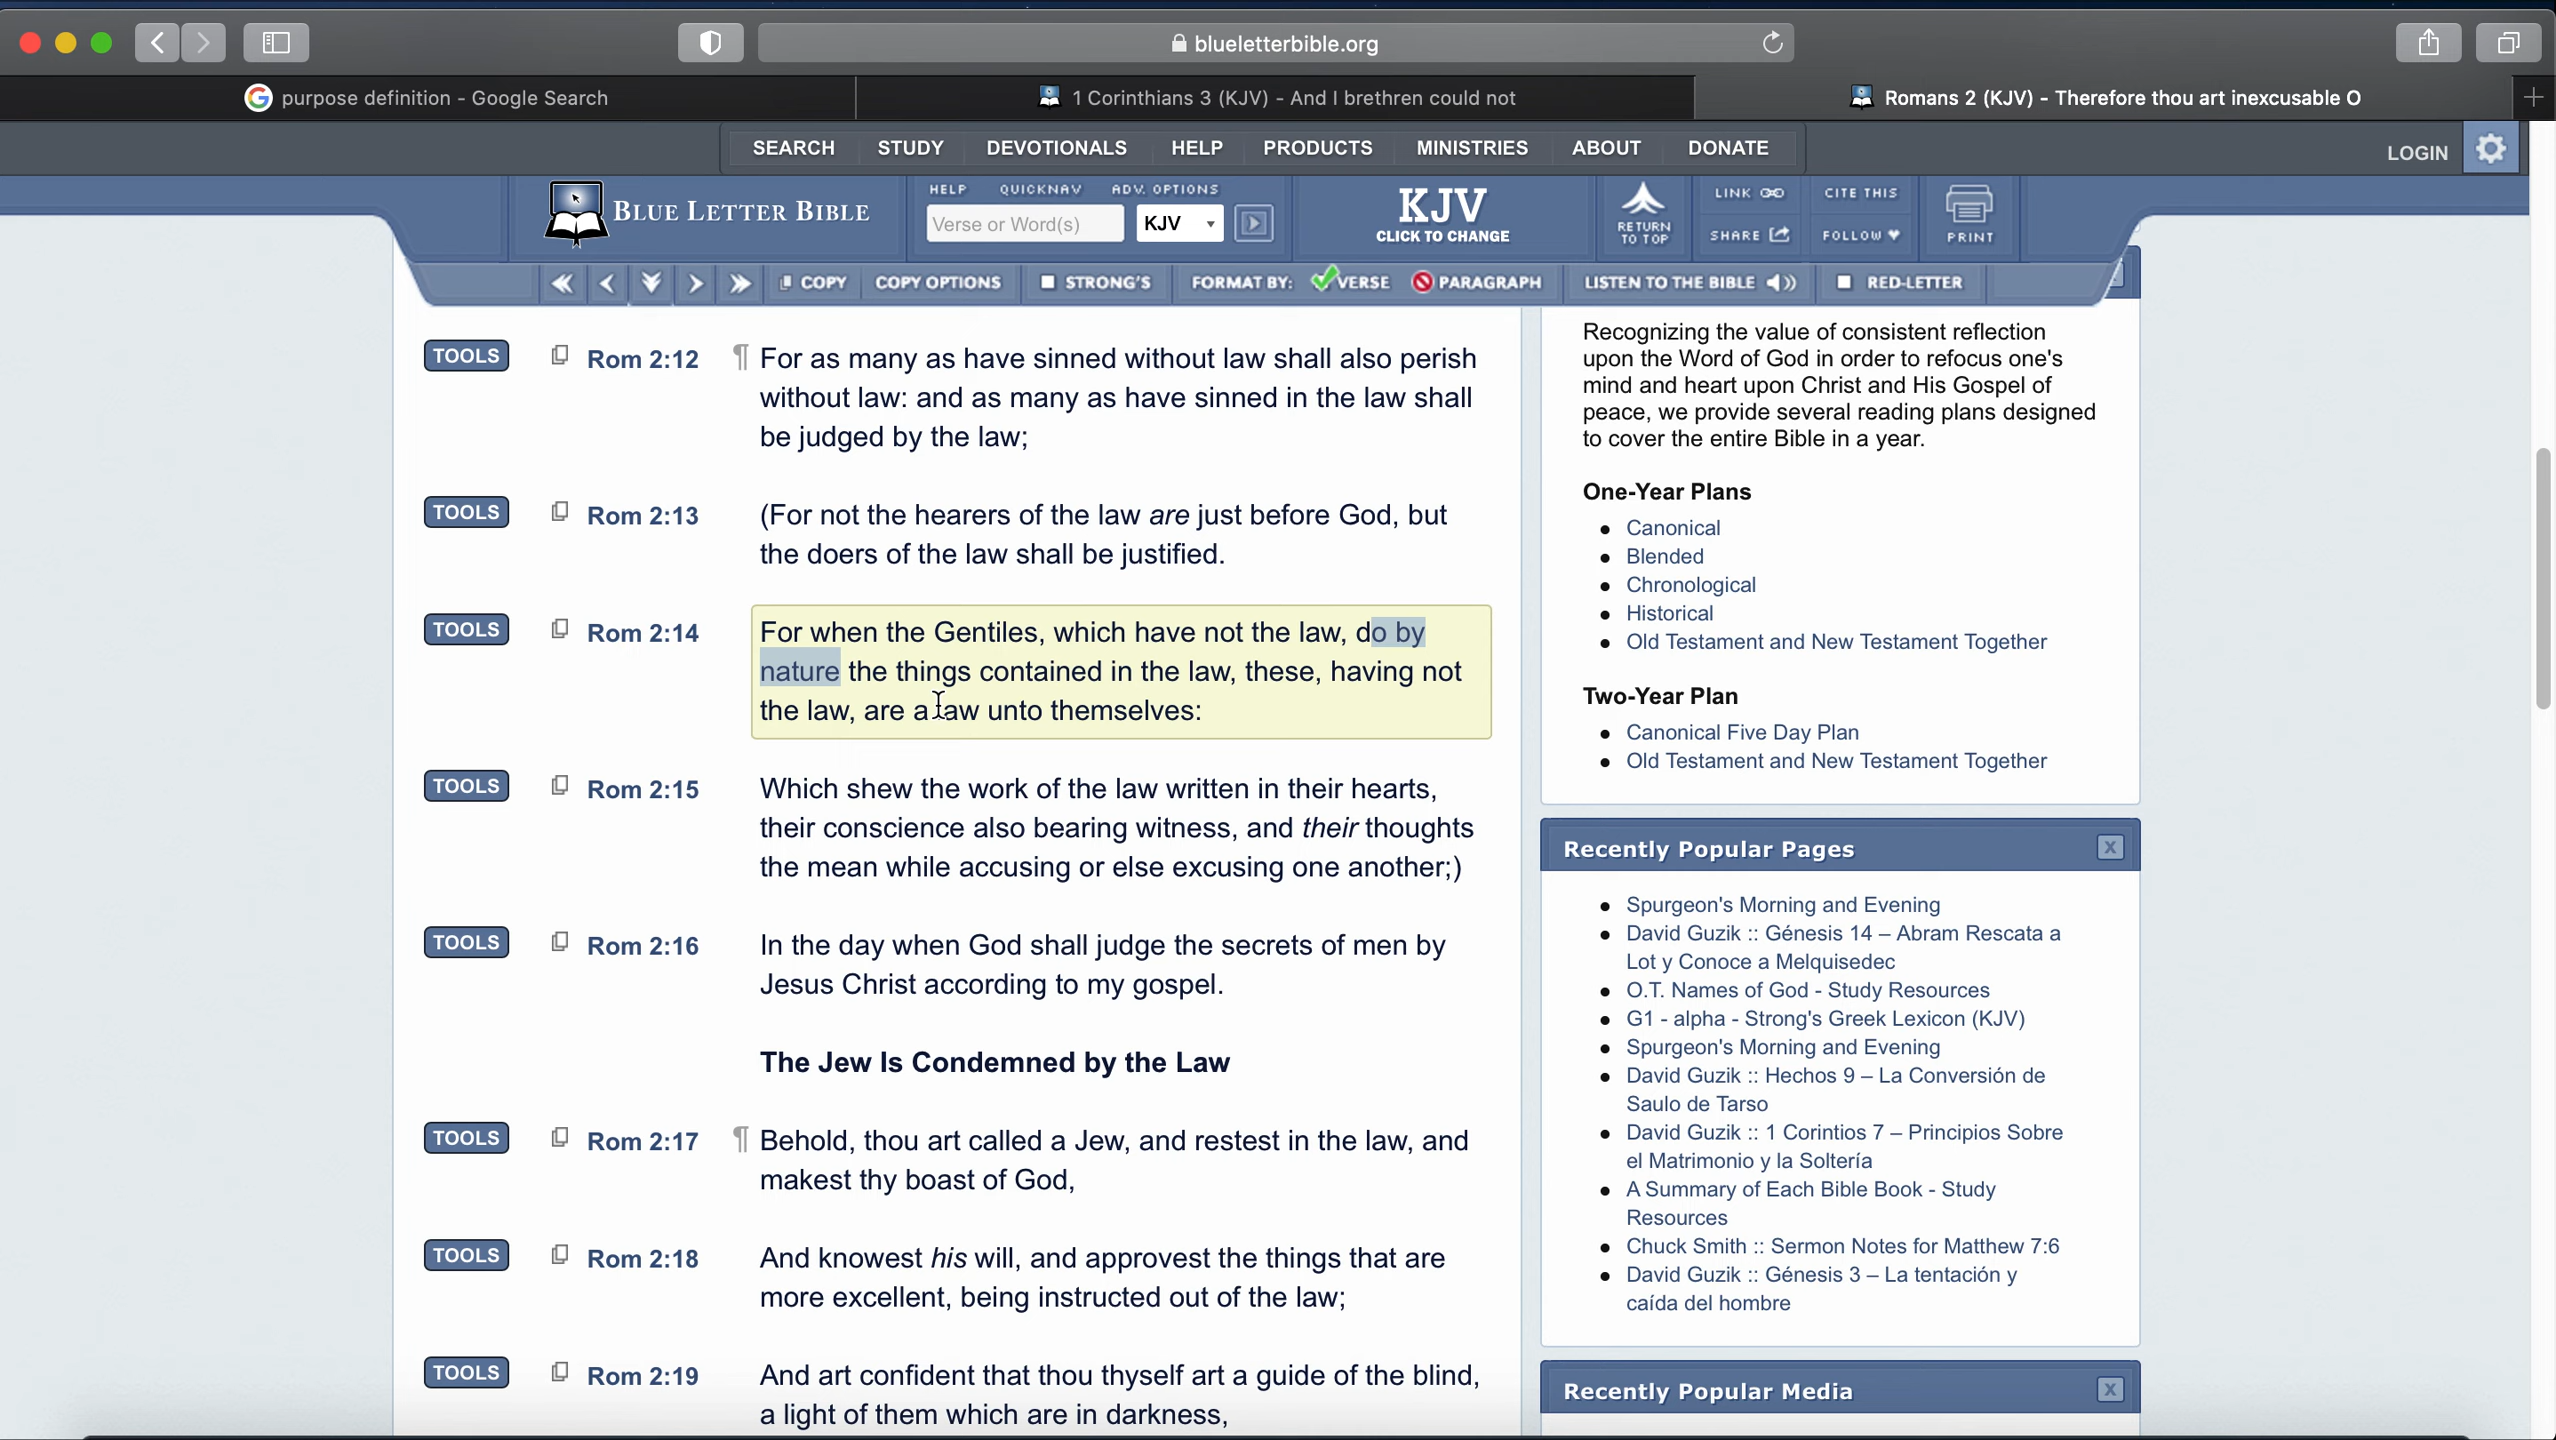 blueletterbible.org
purpose definition - Google Search
1 Corinthians 3 (KJV) - And I brethren could not
Romans 2 (KJV) - Therefore thou art inexcusable O
SEARCH STUDY DEVOTIONALS HELP PRODUCTS MINISTRIES ABOUT DONATE
LOGIN
BLUE LETTER BIBLE
HELP QUICKNAV ADV. OPTIONS
Verse or Word(s) KJV
KJV
CLICK TO CHANGE
RETURN
TO TOP
LINK
SHARE
CITE THIS
FOLLOW
PRINT
COPY COPY OPTIONS STRONG'S FORMAT BY: VERSE PARAGRAPH LISTEN TO THE BIBLE RED-LETTER
TOOLS Rom 2:12 ¶ For as many as have sinned without law shall also perish
without law: and as many as have sinned in the law shall
be judged by the law;
TOOLS Rom 2:13 (For not the hearers of the law are just before God, but
the doers of the law shall be justified.
TOOLS Rom 2:14 For when the Gentiles, which have not the law, do by
nature the things contained in the law, these, having not
the law, are a law unto themselves:
TOOLS Rom 2:15 Which shew the work of the law written in their hearts,
their conscience also bearing witness, and their thoughts
the mean while accusing or else excusing one another;)
TOOLS Rom 2:16 In the day when God shall judge the secrets of men by
Jesus Christ according to my gospel.
The Jew Is Condemned by the Law
TOOLS Rom 2:17 ¶ Behold, thou art called a Jew, and restest in the law, and
makest thy boast of God,
TOOLS Rom 2:18 And knowest his will, and approvest the things that are
more excellent, being instructed out of the law;
TOOLS Rom 2:19 And art confident that thou thyself art a guide of the blind,
a light of them which are in darkness,
Recognizing the value of consistent reflection
upon the Word of God in order to refocus one's
mind and heart upon Christ and His Gospel of
peace, we provide several reading plans designed
to cover the entire Bible in a year.
One-Year Plans
Canonical
Blended
Chronological
Historical
Old Testament and New Testament Together
Two-Year Plan
Canonical Five Day Plan
Old Testament and New Testament Together
Recently Popular Pages X
Spurgeon's Morning and Evening
David Guzik :: Génesis 14 – Abram Rescata a
Lot y Conoce a Melquisedec
O.T. Names of God - Study Resources
G1 - alpha - Strong's Greek Lexicon (KJV)
Spurgeon's Morning and Evening
David Guzik :: Hechos 9 – La Conversión de
Saulo de Tarso
David Guzik :: 1 Corintios 7 – Principios Sobre
el Matrimonio y la Soltería
A Summary of Each Bible Book - Study
Resources
Chuck Smith :: Sermon Notes for Matthew 7:6
David Guzik :: Génesis 3 – La tentación y
caída del hombre
Recently Popular Media X